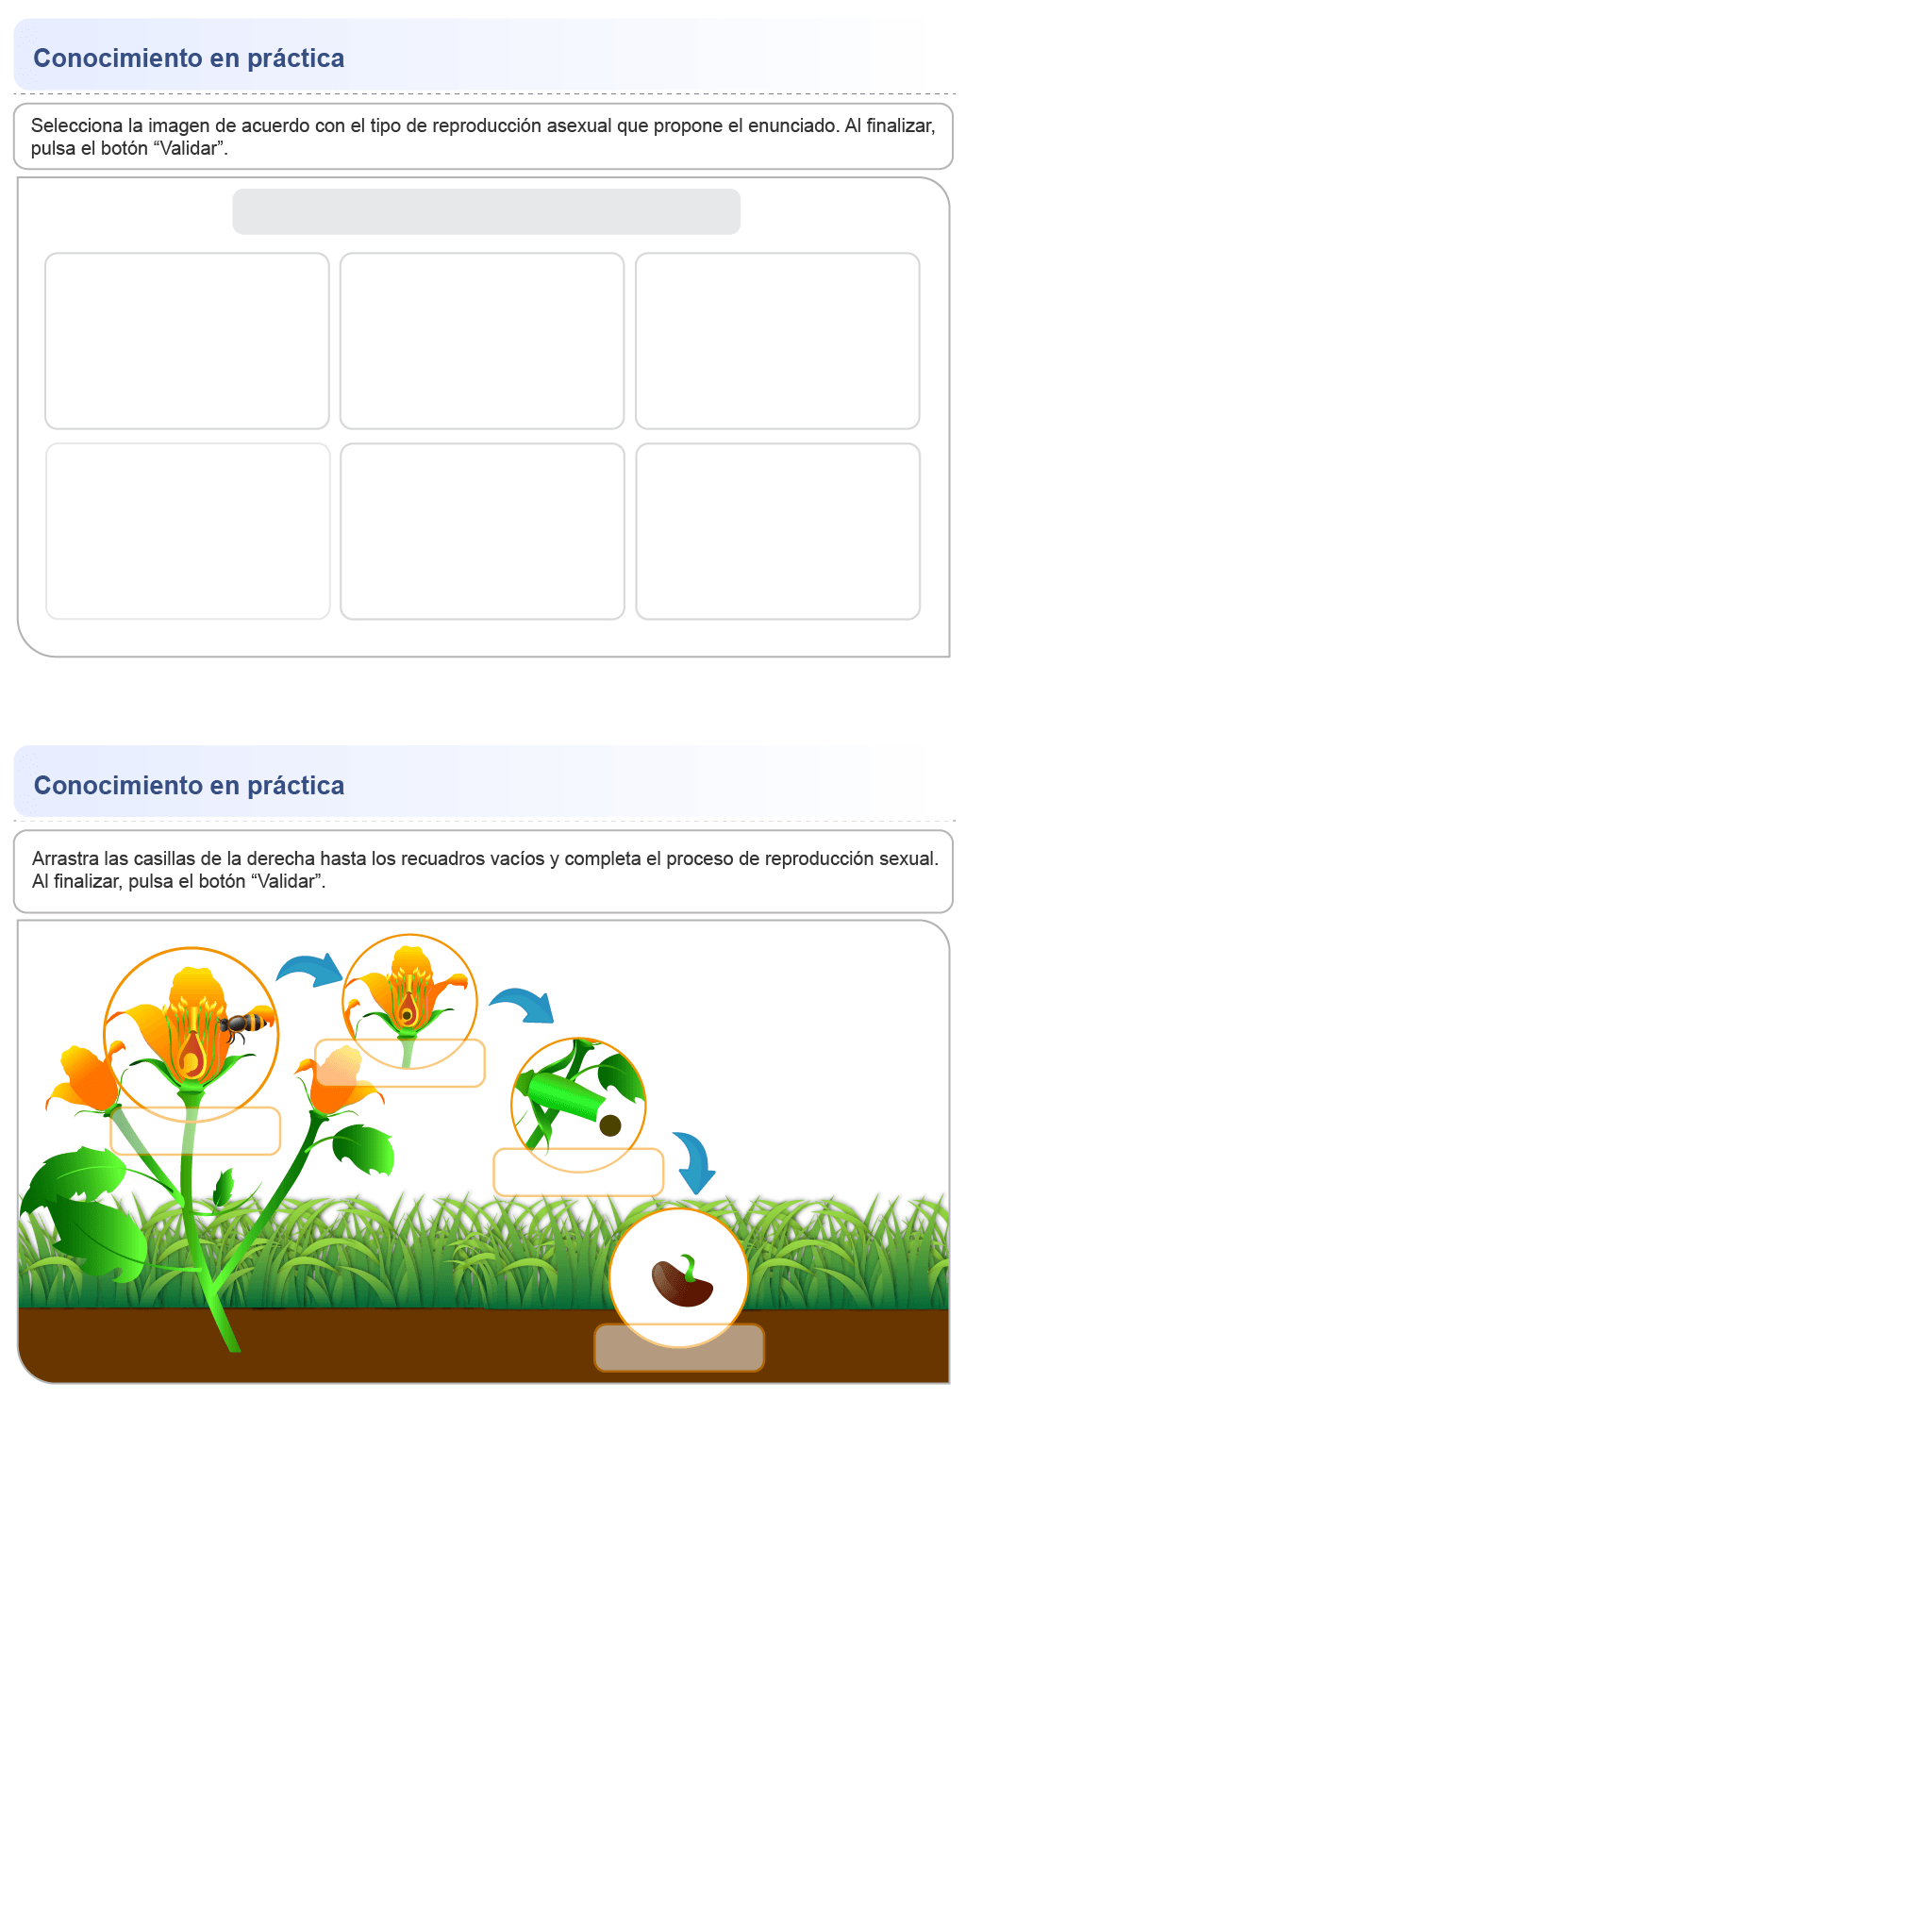 Conocimiento en práctica
Selecciona la imagen de acuerdo con el tipo de reproducción asexual que propone el enunciado. Al finalizar,
pulsa el botón “Validar”.
Conocimiento en práctica
Arrastra las casillas de la derecha hasta los recuadros vacíos y completa el proceso de reproducción sexual.
Al finalizar, pulsa el botón “Validar”.